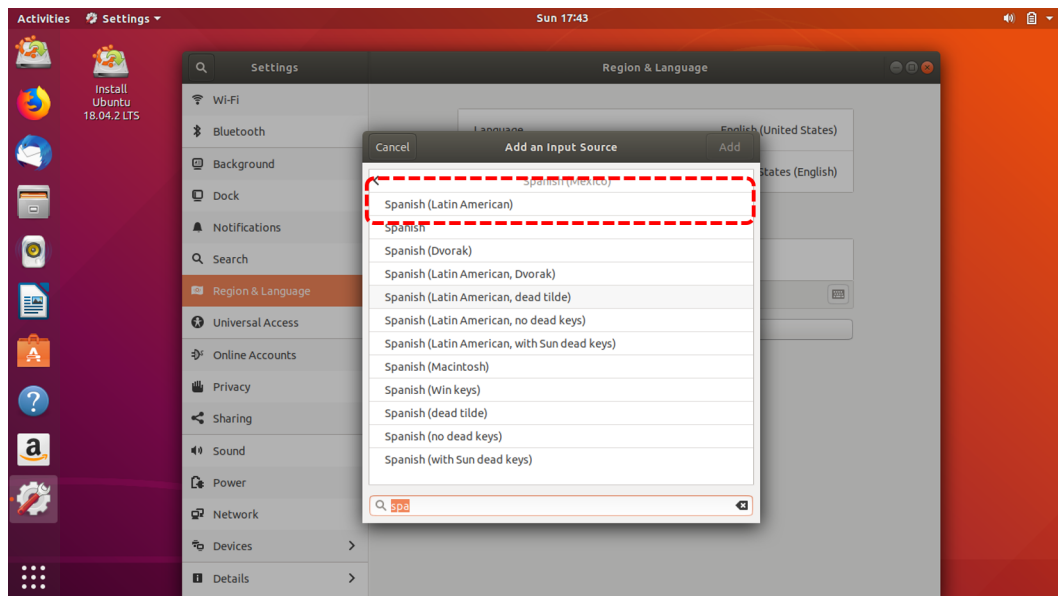 Activities Settings Sun 17:43
Install
Ubuntu
18.04.2 LTS
Settings Region & Language
Wi-Fi
Bluetooth
Background
Dock
Notifications
Search
Region & Language
Universal Access
Online Accounts
Privacy
Sharing
Sound
Power
Network
Devices
Details
Language English (United States)
States (English)
Cancel Add an Input Source Add
Spanish (Mexico)
Spanish (Latin American)
Spanish
Spanish (Dvorak)
Spanish (Latin American, Dvorak)
Spanish (Latin American, dead tilde)
Spanish (Latin American, no dead keys)
Spanish (Latin American, with Sun dead keys)
Spanish (Macintosh)
Spanish (Win keys)
Spanish (dead tilde)
Spanish (no dead keys)
Spanish (with Sun dead keys)
spa